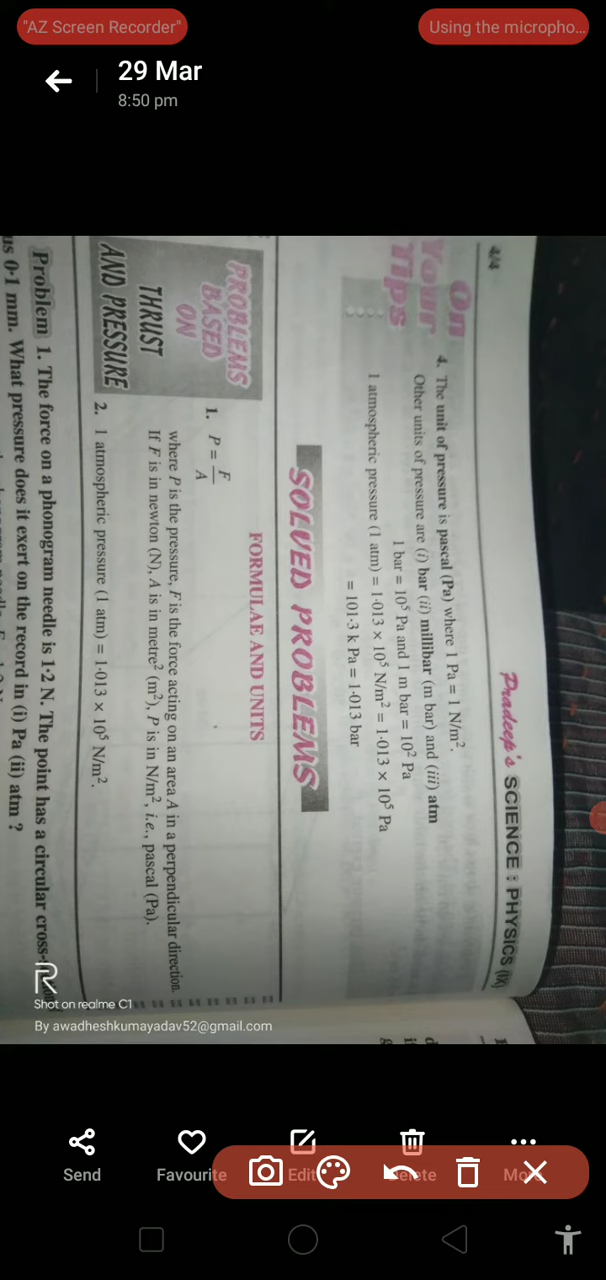 "AZ Screen Recorder"
Using the micropho...
29 Mar
8:50 pm
4/4
Pradeep's SCIENCE : PHYSICS (IX)
On
Your
Tips
4. The unit of pressure is pascal (Pa) where 1 Pa = 1 N/m².
Other units of pressure are (i) bar (ii) millibar (m bar) and (iii) atm
1 bar = 10⁵ Pa and 1 m bar = 10² Pa
1 atmospheric pressure (1 atm) = 1·013 × 10⁵ N/m² = 1·013 × 10⁵ Pa
= 101·3 k Pa = 1·013 bar
SOLVED PROBLEMS
PROBLEMS
BASED
ON
THRUST
AND PRESSURE
FORMULAE AND UNITS
1. P = F/A
where P is the pressure, F is the force acting on an area A in a perpendicular direction.
If F is in newton (N), A is in metre² (m²), P is in N/m², i.e., pascal (Pa).
2. 1 atmospheric pressure (1 atm) = 1·013 × 10⁵ N/m².
Problem 1. The force on a phonogram needle is 1·2 N. The point has a circular cross-
us 0·1 mm. What pressure does it exert on the record in (i) Pa (ii) atm ?
R
Shot on realme C1
By awadheshkumayadav52@gmail.com
Send
Favourite
Edit
Delete
More